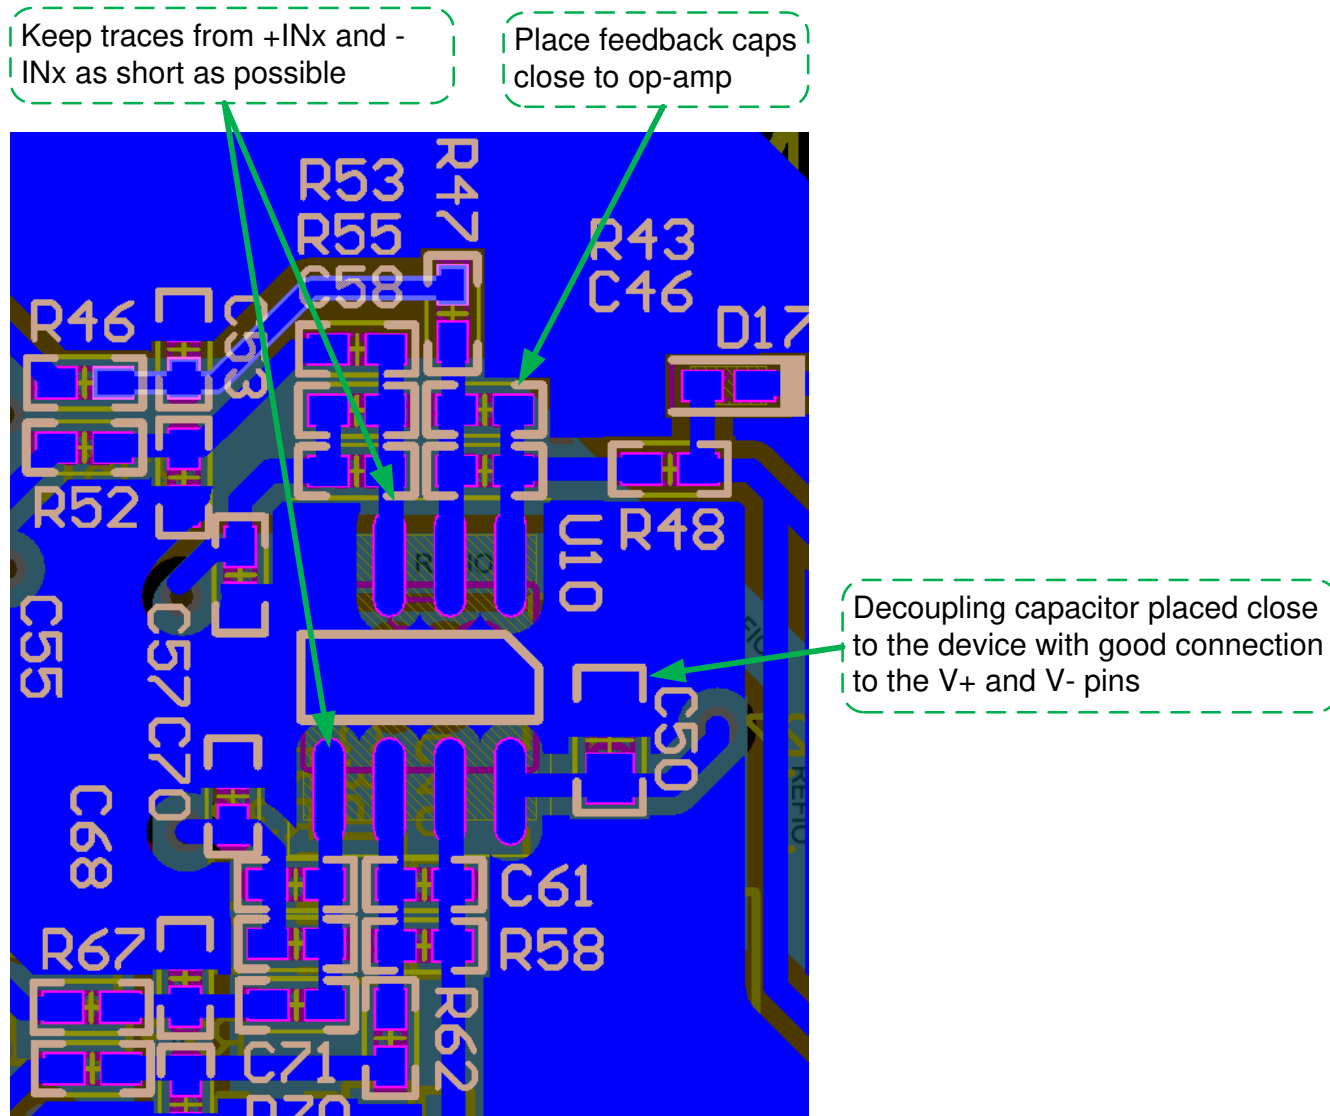 Keep traces from +INx and -
INx as short as possible
Place feedback caps
close to op-amp
R53
R47
R55
C58
R43
C46
R46
C53
D17
R52
U10
R48
C55
C57
Decoupling capacitor placed close
to the device with good connection
to the V+ and V- pins
C50
C70
REFIO
C68
C61
R67
R58
R62
C71
R70